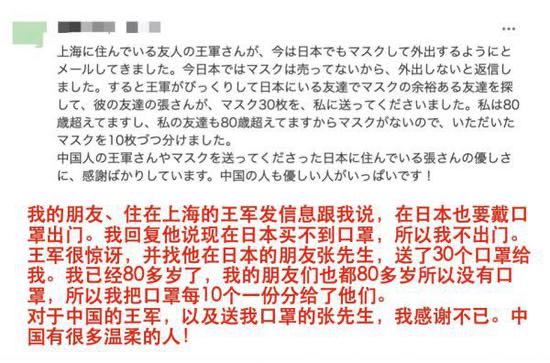 上海に住んでいる友人の王軍さんが、今は日本でもマスクして外出するようにと
メールしてきました。今日本ではマスクは売ってないから、外出しないと返信し
ました。すると王軍がびっくりして日本にいる友達でマスクの余裕ある友達を探
して、彼の友達の張さんが、マスク30枚を、私に送ってくださいました。私は80
歳超えてますし、私の友達も80歳超えてますからマスクがないので、いただいた
マスクを10枚づつ分けました。
中国人の王軍さんやマスクを送ってくださった日本に住んでいる張さんの優しさ
に、感謝ばかりしています。中国の人も優しい人がいっぱいです！
我的朋友、住在上海的王军发信息跟我说，在日本也要戴口
罩出门。我回复他说现在日本买不到口罩，所以我不出门。
王军很惊讶，并找他在日本的朋友张先生，送了30个口罩给
我。我已经80多岁了，我的朋友们也都80多岁所以没有口
罩，所以我把口罩每10个一份分给了他们。
对于中国的王军，以及送我口罩的张先生，我感谢不已。中
国有很多温柔的人！